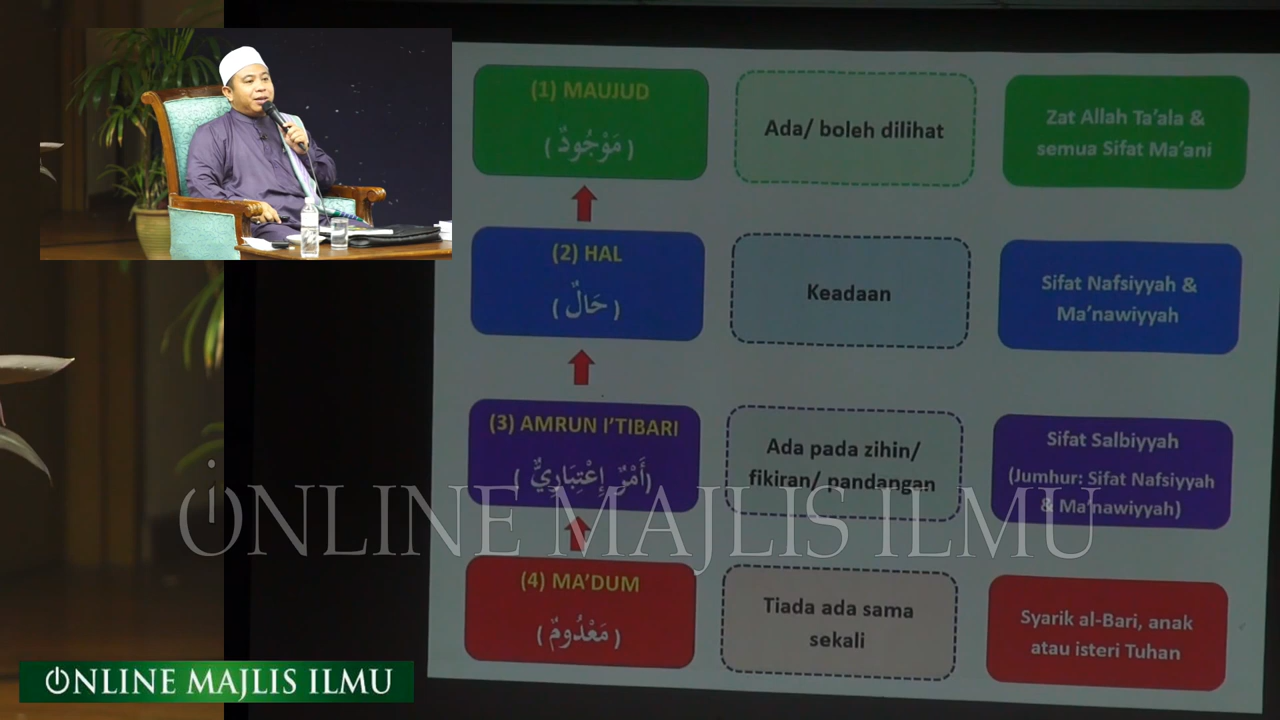 (1) MAUJUD
( مَوْجُودٌ )
Ada/ boleh dilihat
Zat Allah Ta'ala &
semua Sifat Ma'ani
(2) HAL
( حَالٌ )
Keadaan
Sifat Nafsiyyah &
Ma'nawiyyah
(3) AMRUN I'TIBARI
(أَمْرٌ إِعْتِبَارِيٌّ )
Ada pada zihin/
fikiran/ pandangan
Sifat Salbiyyah
(Jumhur: Sifat Nafsiyyah
& Ma'nawiyyah)
ONLINE MAJLIS ILMU
(4) MA'DUM
( مَعْدُومٌ )
Tiada ada sama
sekali
Syarik al-Bari, anak
atau isteri Tuhan
ONLINE MAJLIS ILMU